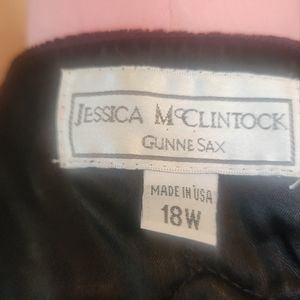 JESSICA MCCLINTOCK
GUNNE SAX
MADE IN USA
18W